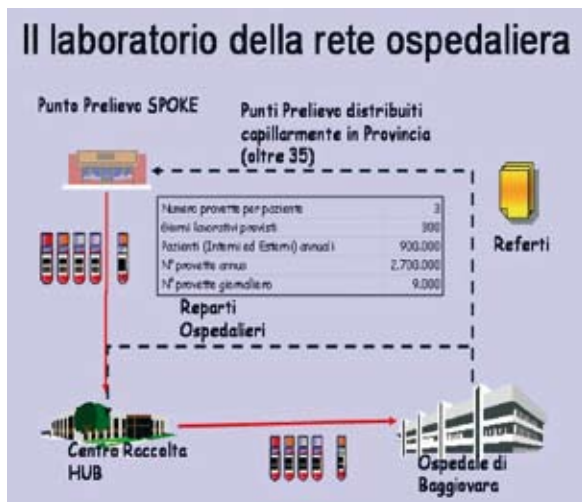 Il laboratorio della rete ospedaliera
Punto Prelievo SPOKE
Punti Prelievo distribuiti
capillarmente in Provincia
(oltre 35)
Referti
Numero provette per paziente 3
Giorni lavorativi previsti 300
Pazienti (Interni ed Esterni) annuali 900.000
N° provette annuo 2.700.000
N° provette giornaliero 9.000
Reparti
Ospedalieri
Centro Raccolta
HUB
Ospedale di
Baggiovara